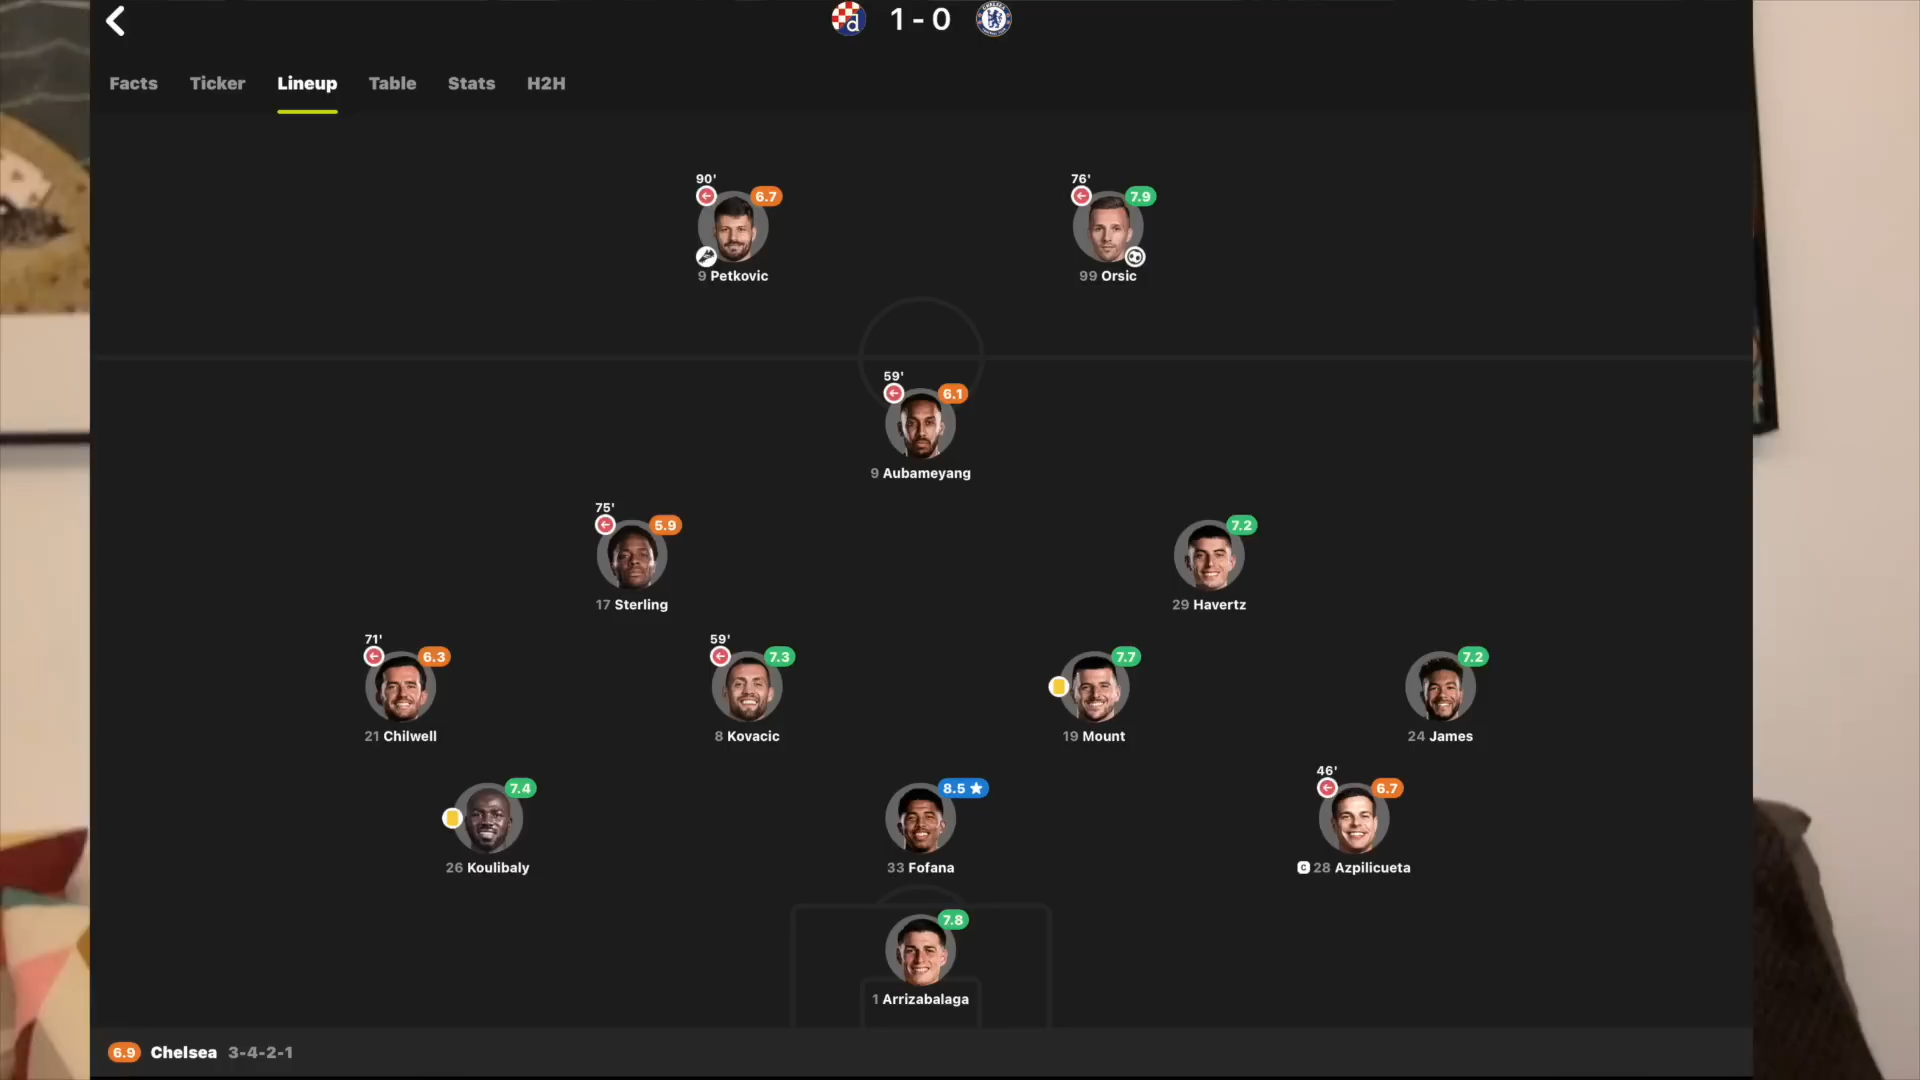 1 - 0
Facts Ticker Lineup Table Stats H2H
90' 76'
6.7 7.9
9 Petkovic 99 Orsic
59'
6.1
9 Aubameyang
75'
5.9 7.2
17 Sterling 29 Havertz
71' 59'
6.3 7.3 7.7 7.2
21 Chilwell 8 Kovacic 19 Mount 24 James
46'
7.4 8.5 6.7
26 Koulibaly 33 Fofana C 28 Azpilicueta
7.8
1 Arrizabalaga
6.9 Chelsea 3-4-2-1